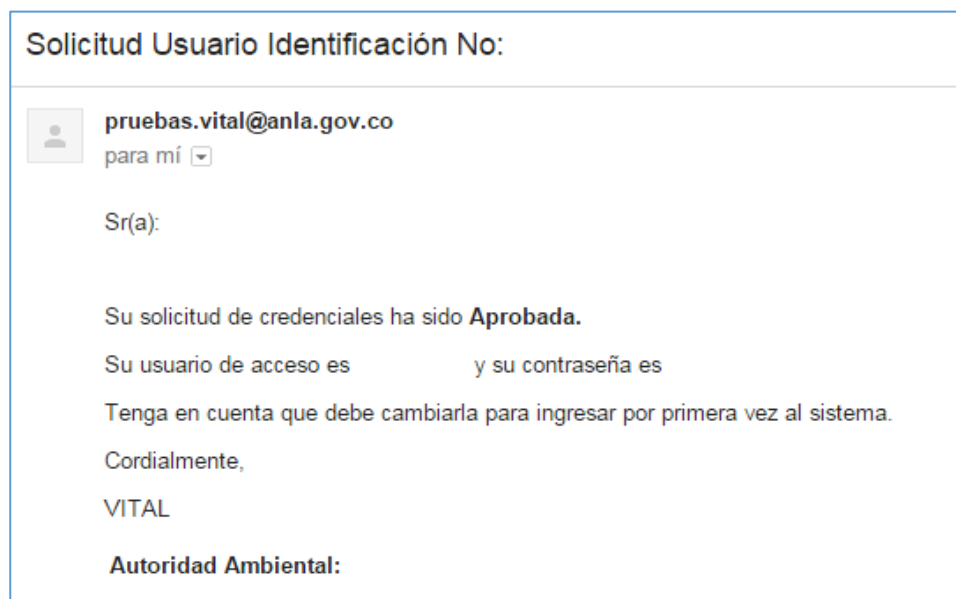 Solicitud Usuario Identificación No:
pruebas.vital@anla.gov.co
para mí
Sr(a):
Su solicitud de credenciales ha sido Aprobada.
Su usuario de acceso es y su contraseña es
Tenga en cuenta que debe cambiarla para ingresar por primera vez al sistema.
Cordialmente,
VITAL
Autoridad Ambiental: